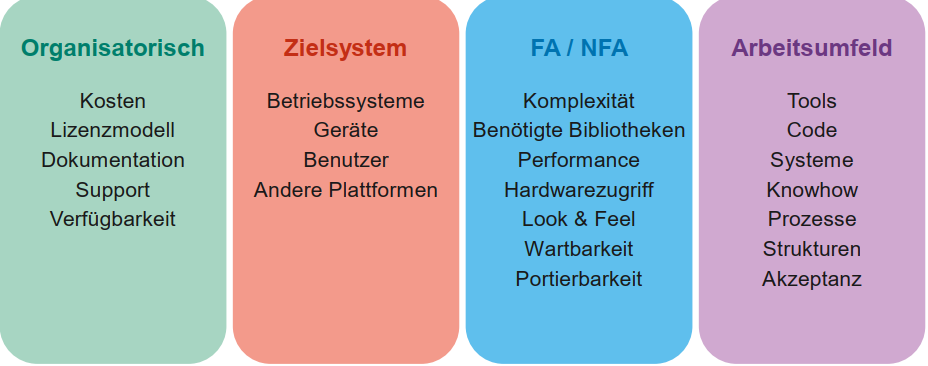 Organisatorisch
Kosten
Lizenzmodell
Dokumentation
Support
Verfügbarkeit
Zielsystem
Betriebssysteme
Geräte
Benutzer
Andere Plattformen
FA / NFA
Komplexität
Benötigte Bibliotheken
Performance
Hardwarezugriff
Look & Feel
Wartbarkeit
Portierbarkeit
Arbeitsumfeld
Tools
Code
Systeme
Knowhow
Prozesse
Strukturen
Akzeptanz